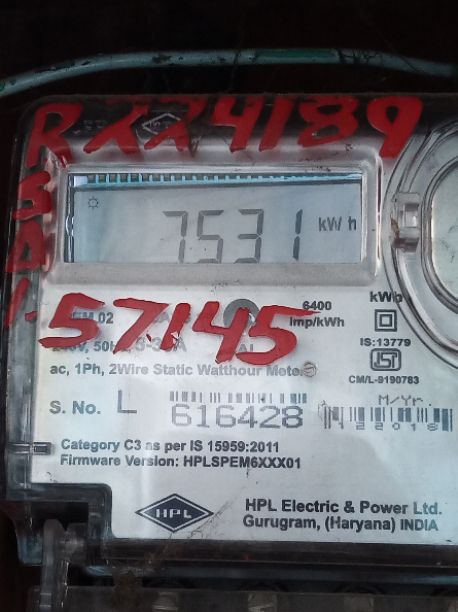 4189
7531
kWh
57145
02
6400
imp/kWh
kWh
IS:13779
CM/L-9190783
ac, 1Ph, 2Wire Static Watthour Meter
S. No. L 616428
M/Yr.
Category C3 as per IS 15959:2011
Firmware Version: HPLSPEM6XXX01
HPL
HPL Electric & Power Ltd.
Gurugram, (Haryana) INDIA